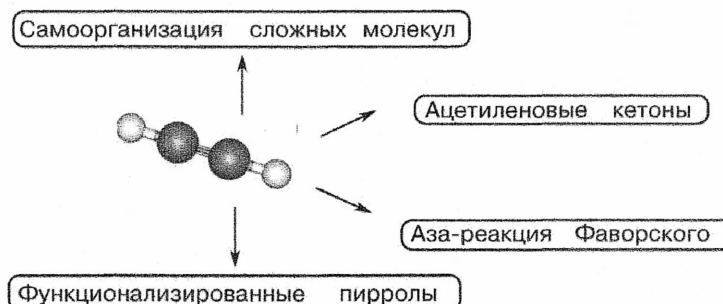 Самоорганизация сложных молекул
Ацетиленовые кетоны
Аза-реакция Фаворского
Функционализированные пирролы